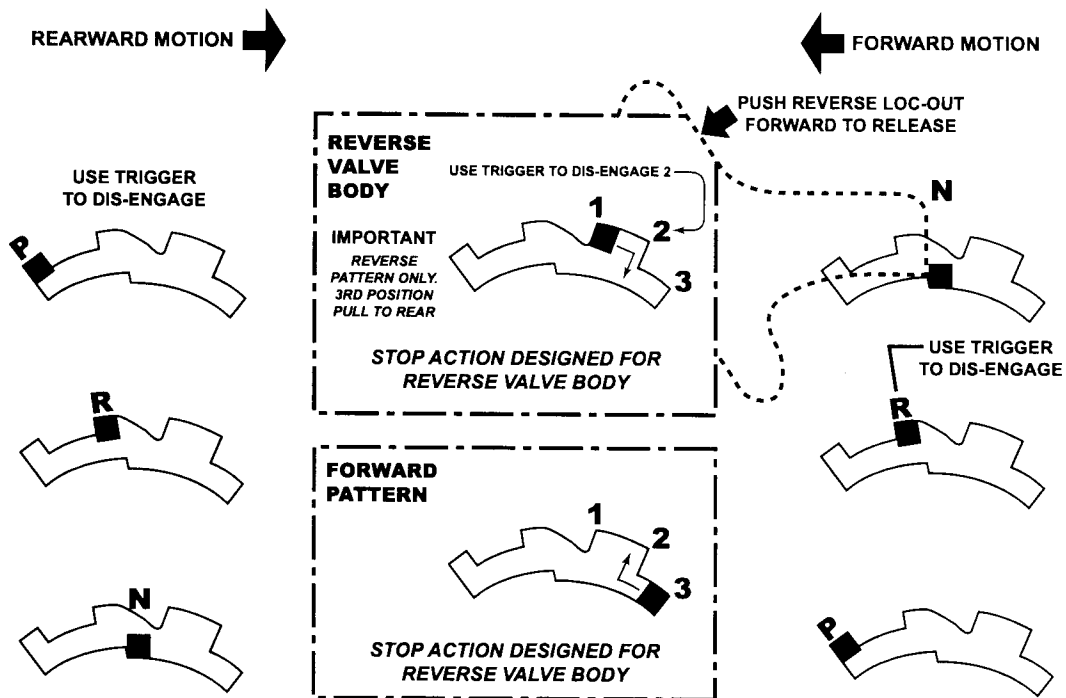 REARWARD MOTION
FORWARD MOTION
PUSH REVERSE LOC-OUT
FORWARD TO RELEASE
USE TRIGGER
TO DIS-ENGAGE
P
REVERSE
VALVE
BODY
USE TRIGGER TO DIS-ENGAGE 2
1
2
3
IMPORTANT
REVERSE
PATTERN ONLY.
3RD POSITION
PULL TO REAR
STOP ACTION DESIGNED FOR
REVERSE VALVE BODY
N
USE TRIGGER
TO DIS-ENGAGE
R
R
FORWARD
PATTERN
1
2
3
STOP ACTION DESIGNED FOR
REVERSE VALVE BODY
N
P